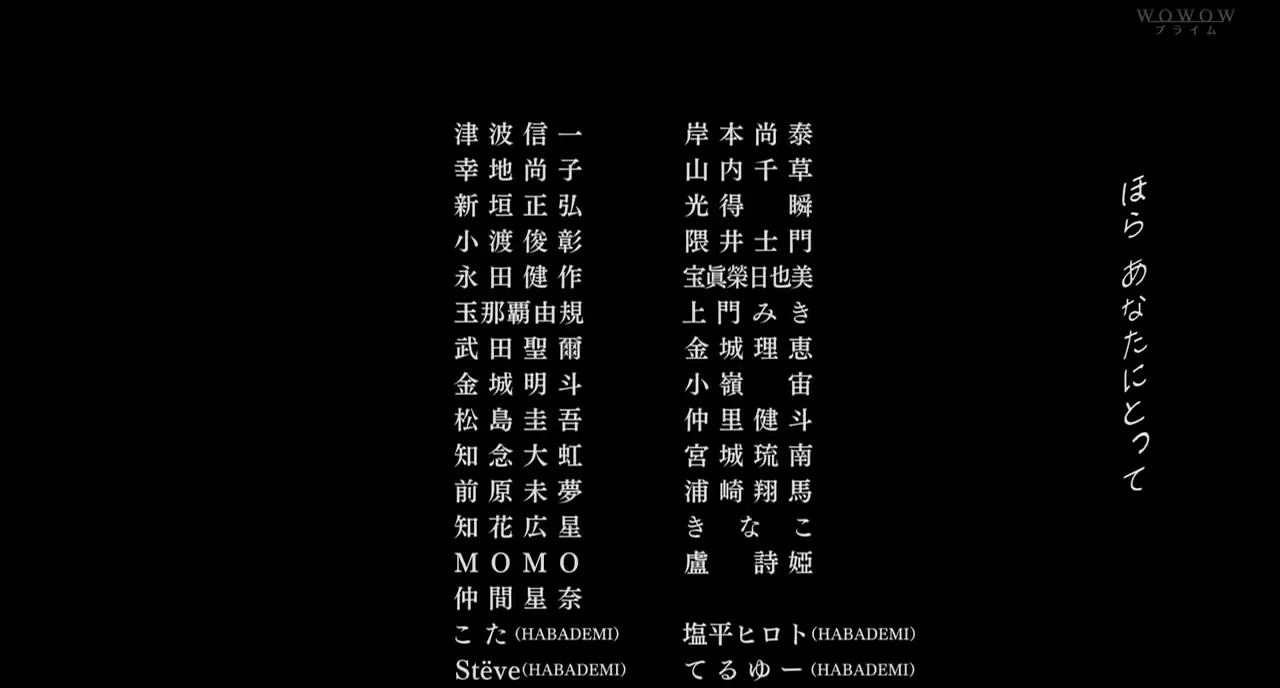 WOWOW
プライム
津波信一 岸本尚泰
幸地尚子 山内千草
新垣正弘 光得 瞬
小渡俊彰 隈井士門
永田健作 宝眞榮日也美
玉那覇由規 上門みき
武田聖爾 金城理恵
金城明斗 小嶺 宙
松島圭吾 仲里健斗
知念大虹 宮城琉南
前原未夢 浦崎翔馬
知花広星 きなこ
MOMO 盧 詩婭
仲間星奈
こた(HABADEMI) 塩平ヒロト(HABADEMI)
Stëve(HABADEMI) てるゆー(HABADEMI)
ほら あなたにとって